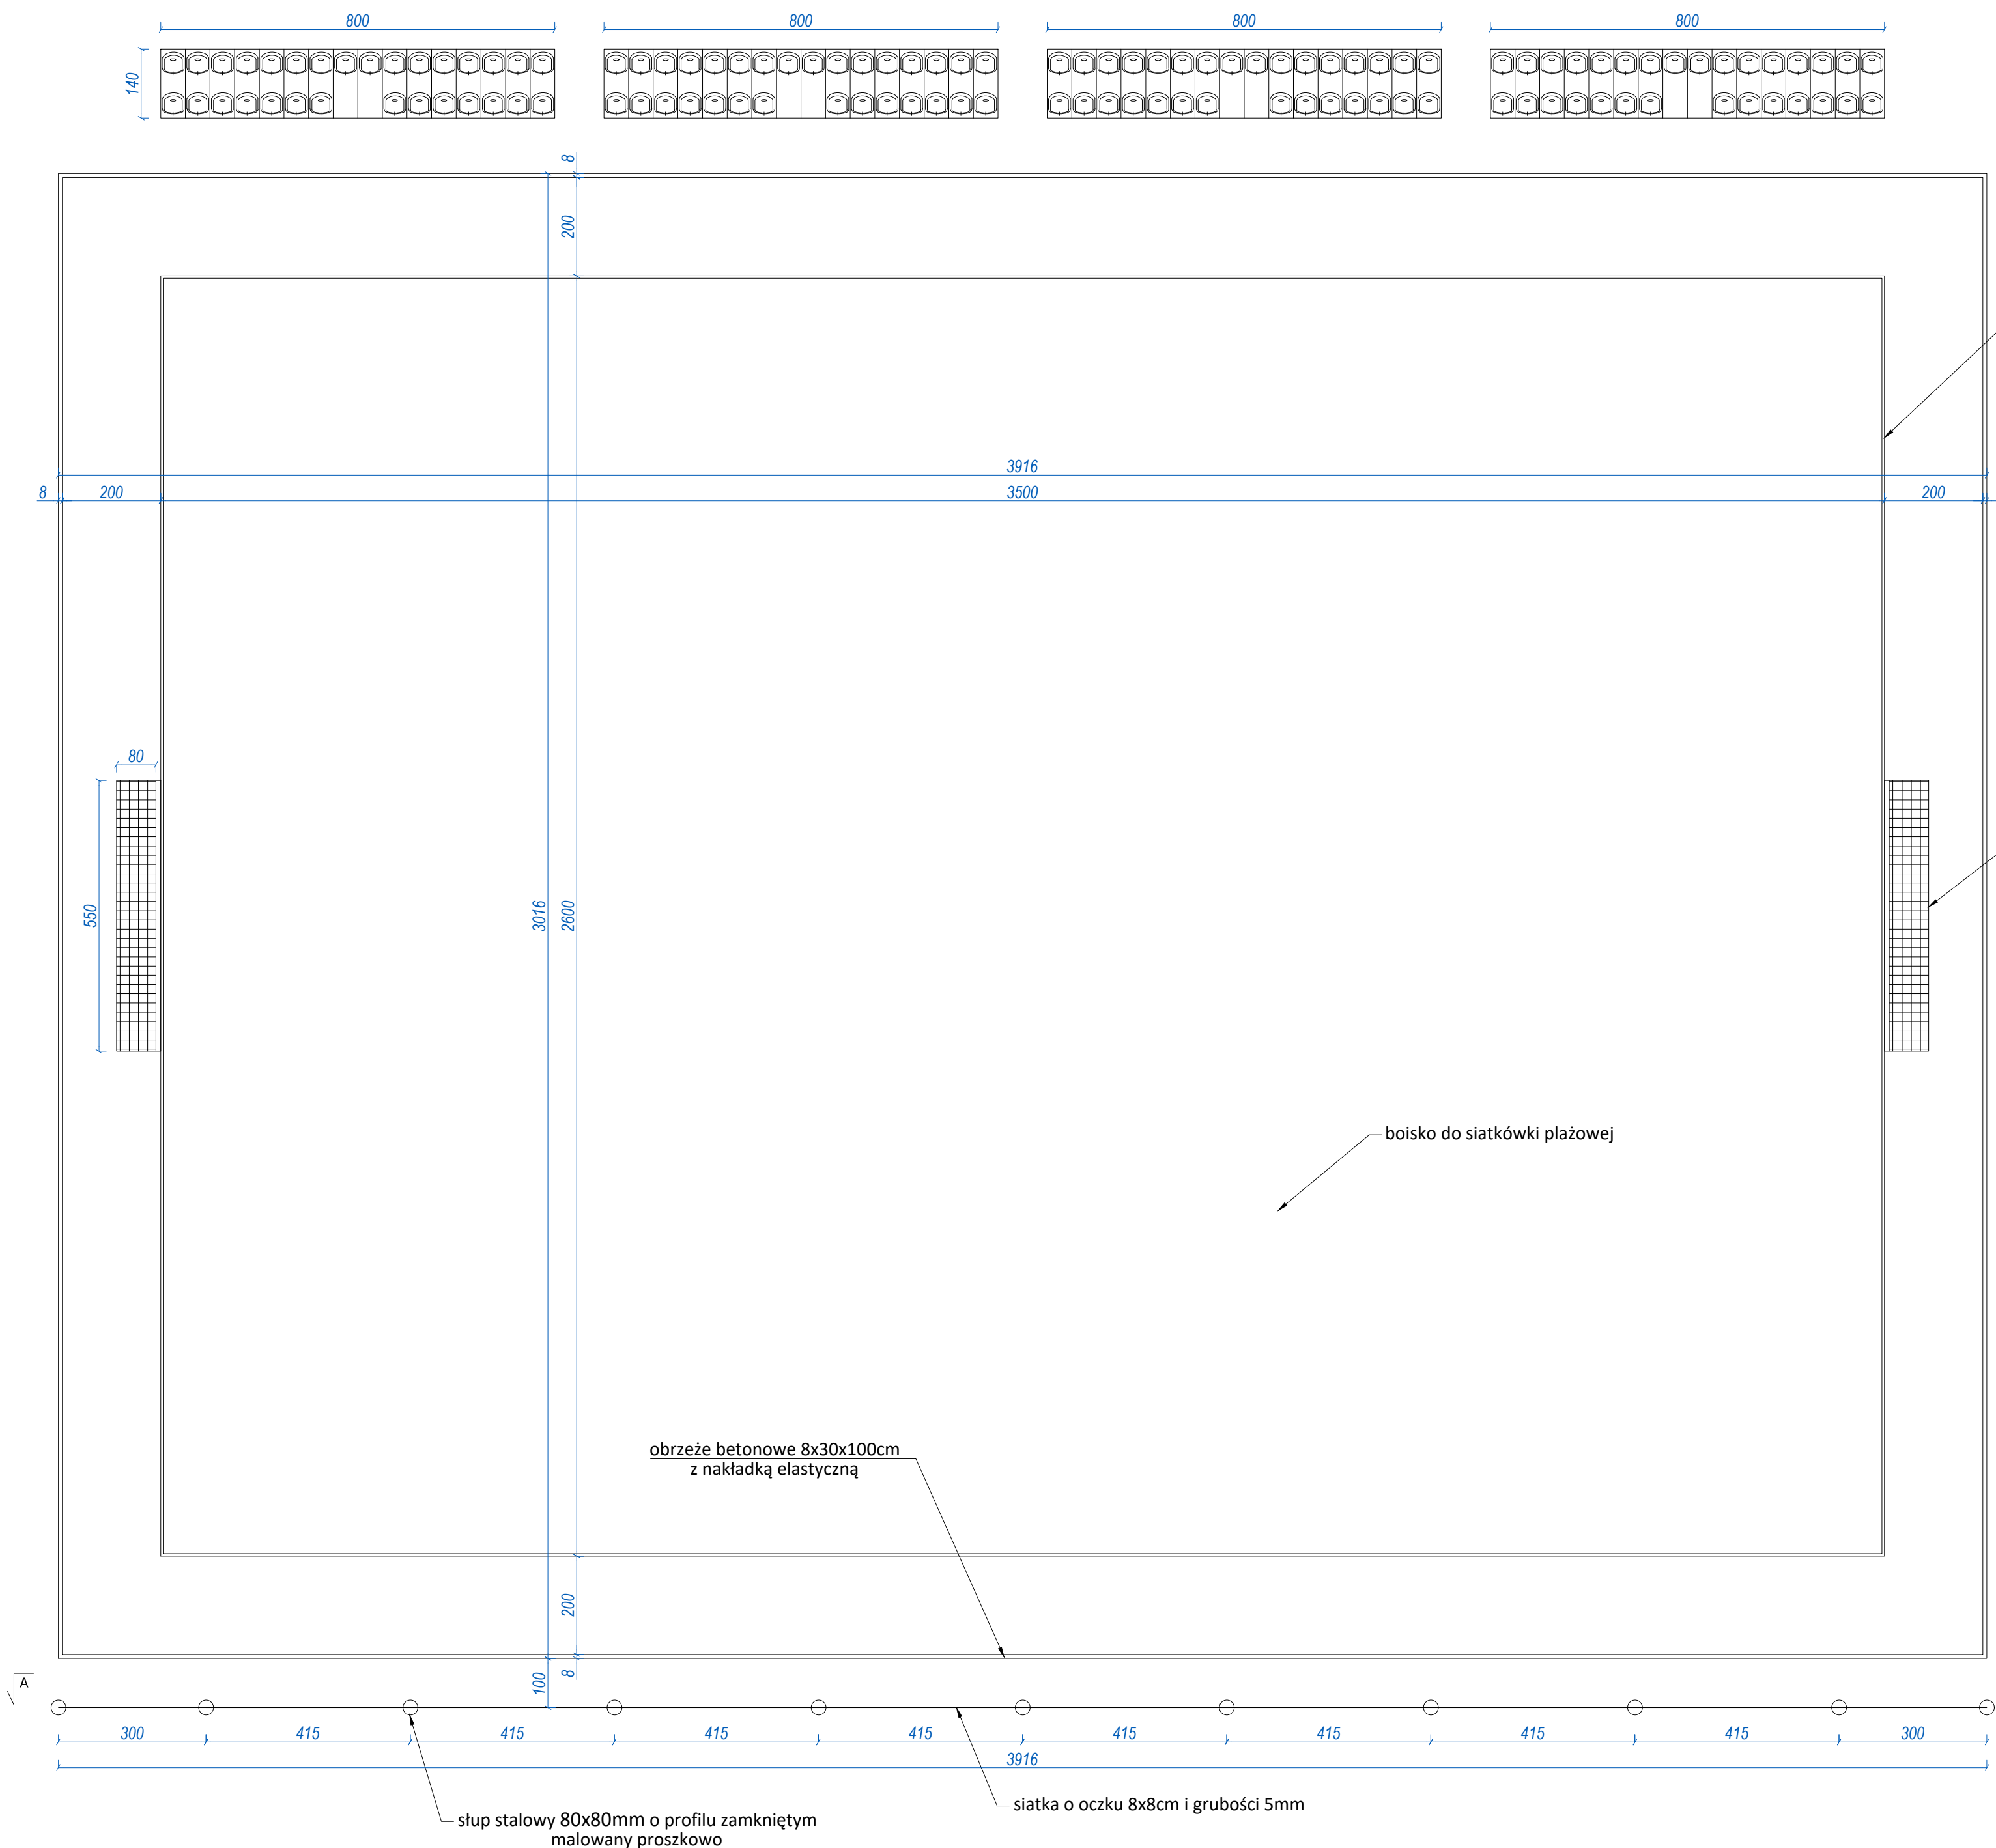 800 800 800 800
140
8
200
3916
8 200 3500 200
80
550
3016 2600
boisko do siatkówki plażowej
obrzeże betonowe 8x30x100cm
z nakładką elastyczną
200
A
100 8
300 415 415 415 415 415 415 415 415 300
3916
siatka o oczku 8x8cm i grubości 5mm
słup stalowy 80x80mm o profilu zamkniętym
malowany proszkowo